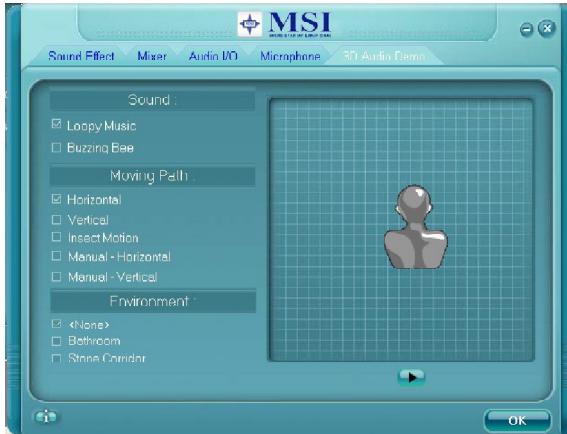 MSI
Sound Effect Mixer Audio I/O Microphone 3D Audio Demo
Sound :
Loopy Music
Buzzing Bee
Moving Path :
Horizontal
Vertical
Insect Motion
Manual - Horizontal
Manual - Vertical
Environment :
<None>
Bathroom
Stone Corridor
OK